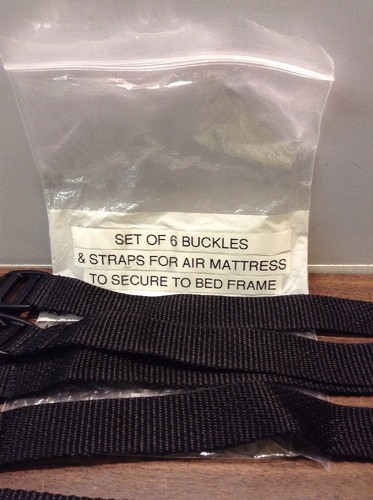 SET OF 6 BUCKLES
& STRAPS FOR AIR MATTRESS
TO SECURE TO BED FRAME